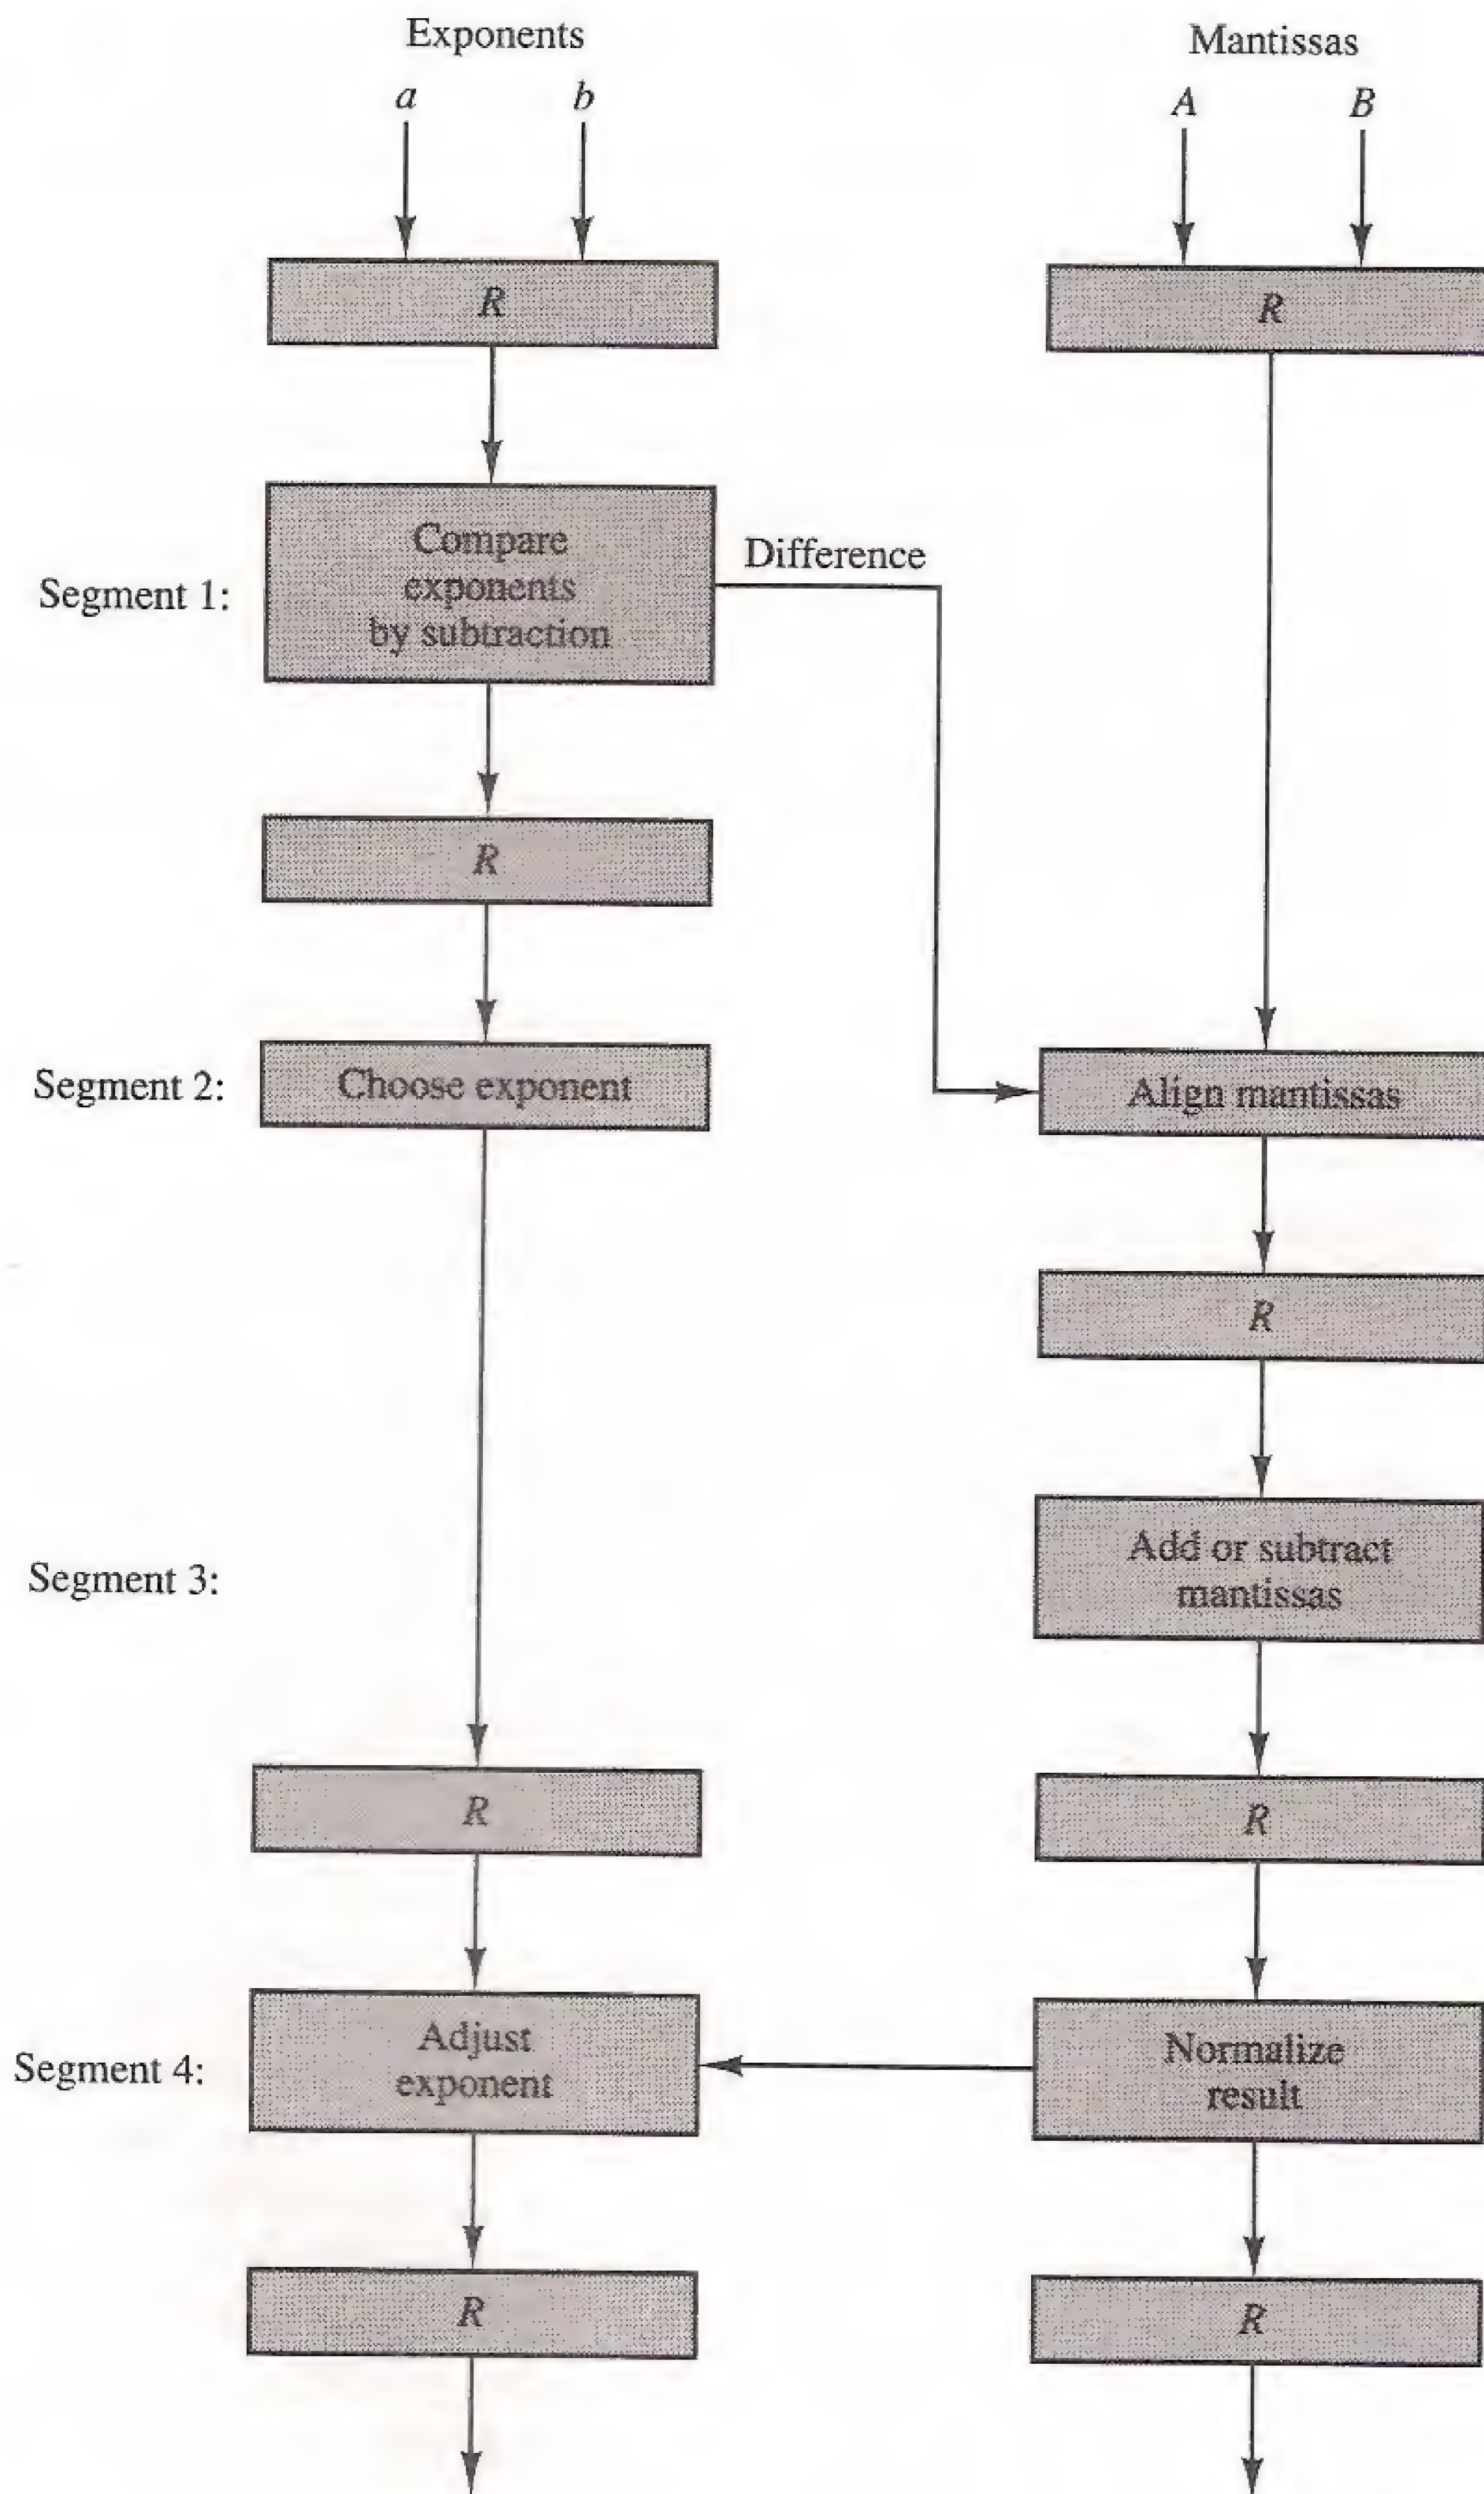 Exponents
Mantissas
a
b
A
B
R
R
Compare
exponents
by subtraction
Difference
Segment 1:
R
Segment 2:
Choose exponent
Align mantissas
R
Segment 3:
Add or subtract
mantissas
R
R
Segment 4:
Adjust
exponent
Normalize
result
R
R